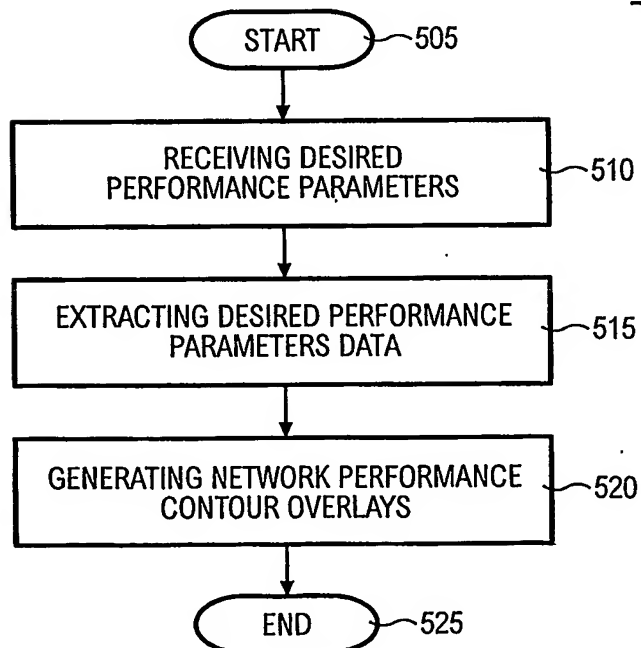 START
505
RECEIVING DESIRED
PERFORMANCE PARAMETERS
510
EXTRACTING DESIRED PERFORMANCE
PARAMETERS DATA
515
GENERATING NETWORK PERFORMANCE
CONTOUR OVERLAYS
520
END
525